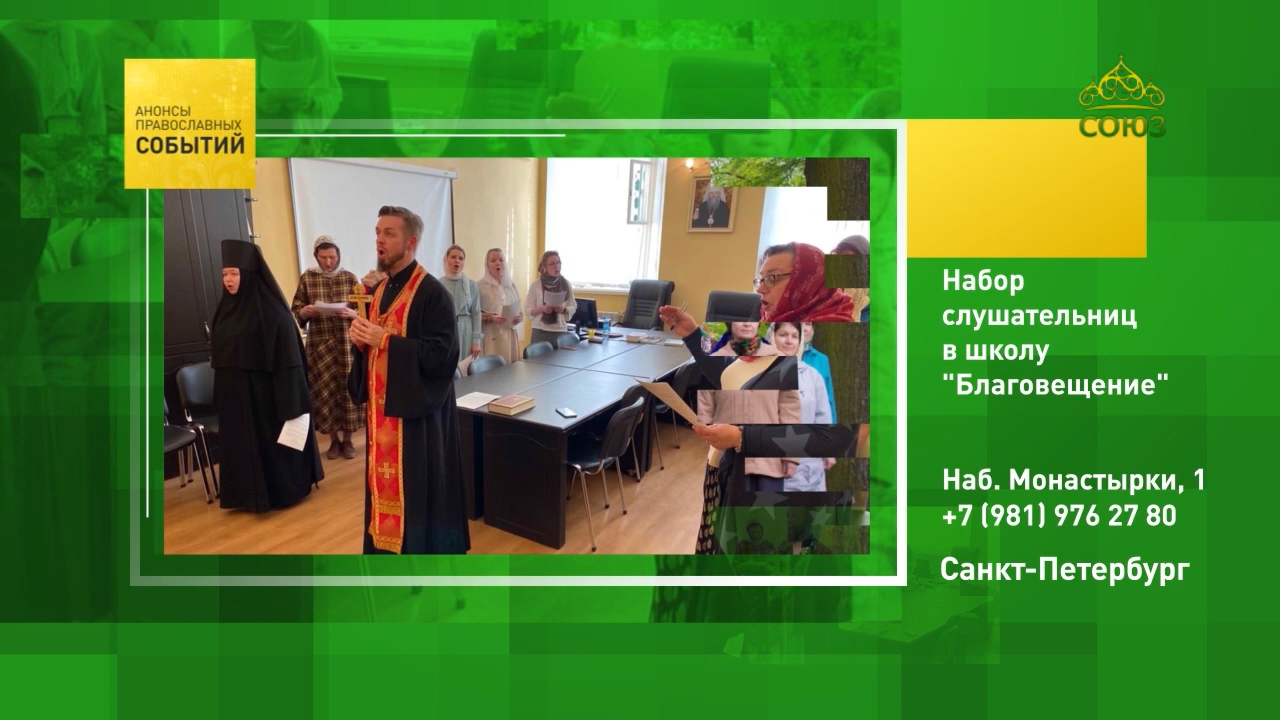 АНОНСЫ
ПРАВОСЛАВНЫХ
СОБЫТИЙ
СОЮЗ
Набор
слушательниц
в школу
"Благовещение"
Наб. Монастырки, 1
+7 (981) 976 27 80
Санкт-Петербург